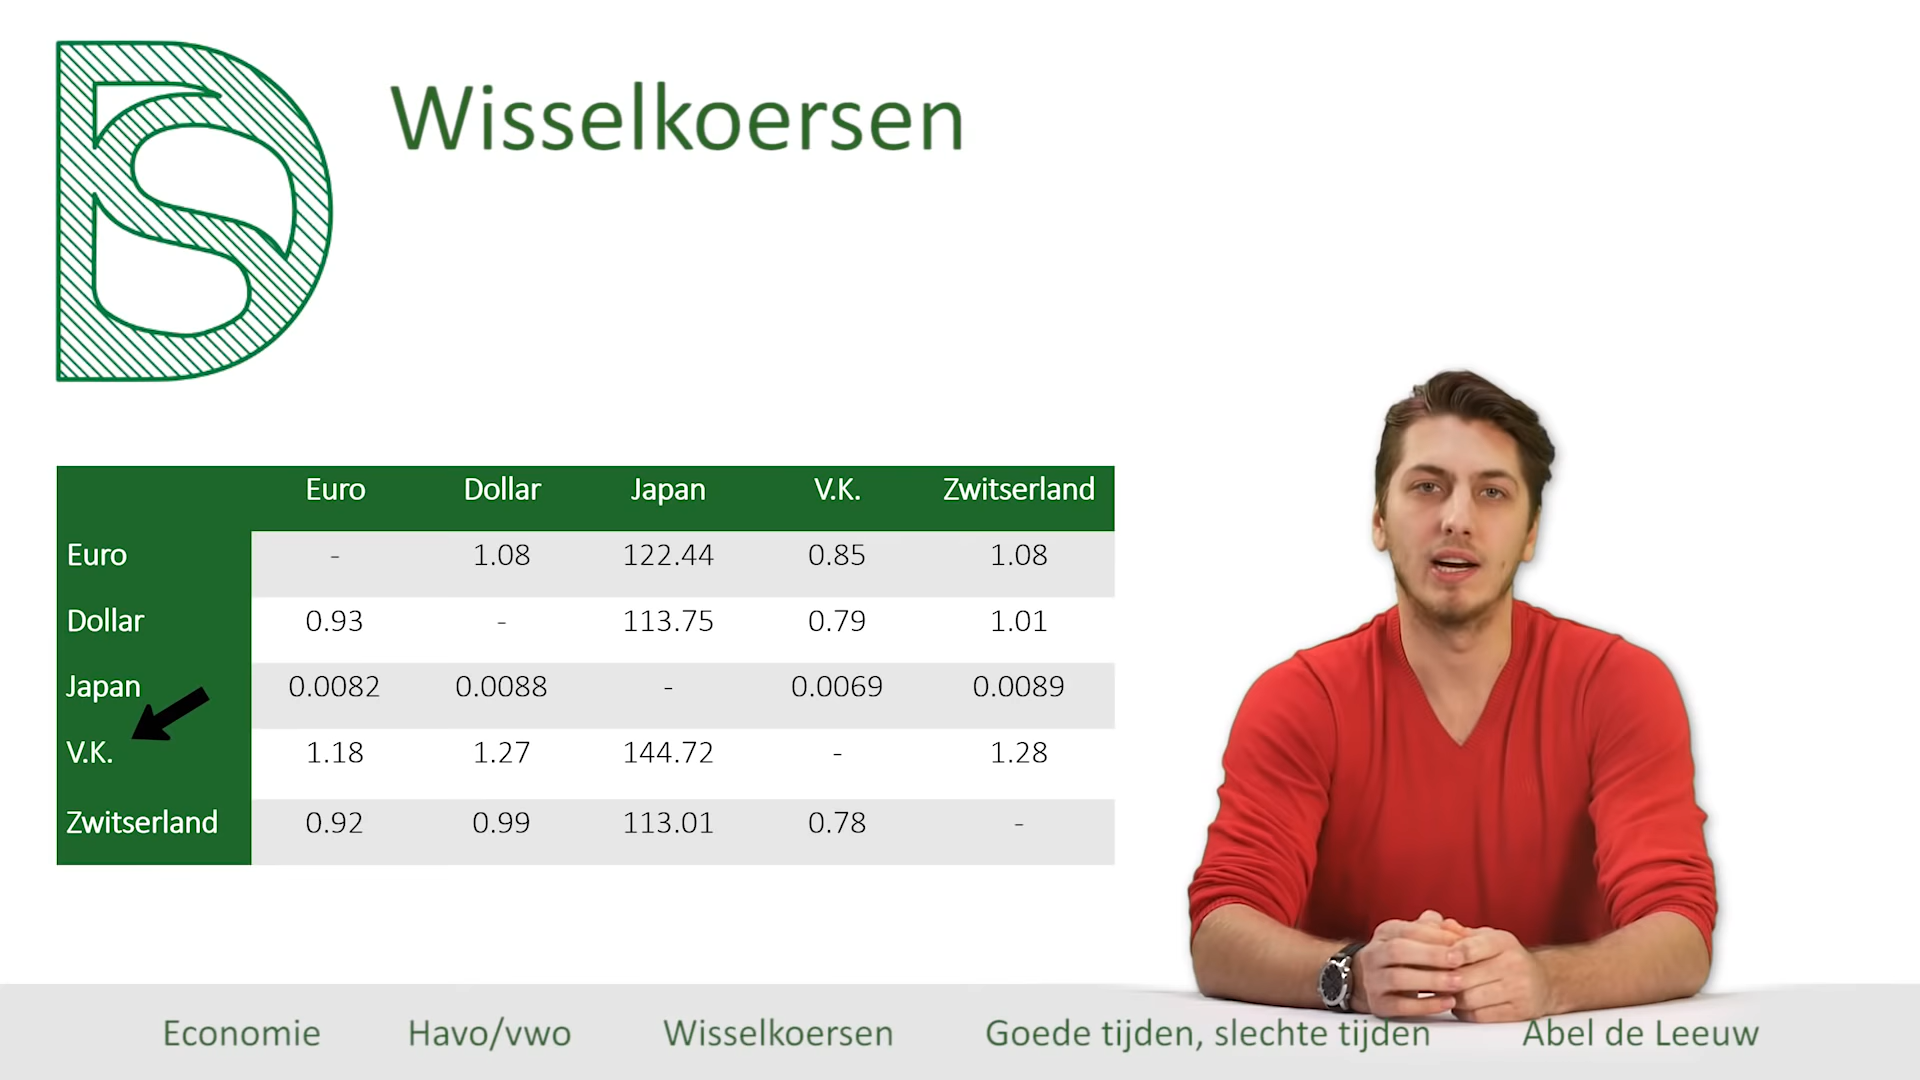 Wisselkoersen
Euro Dollar Japan V.K. Zwitserland
Euro - 1.08 122.44 0.85 1.08
Dollar 0.93 - 113.75 0.79 1.01
Japan 0.0082 0.0088 - 0.0069 0.0089
V.K. 1.18 1.27 144.72 - 1.28
Zwitserland 0.92 0.99 113.01 0.78 -
Economie Havo/vwo Wisselkoersen Goede tijden, slechte tijden Abel de Leeuw